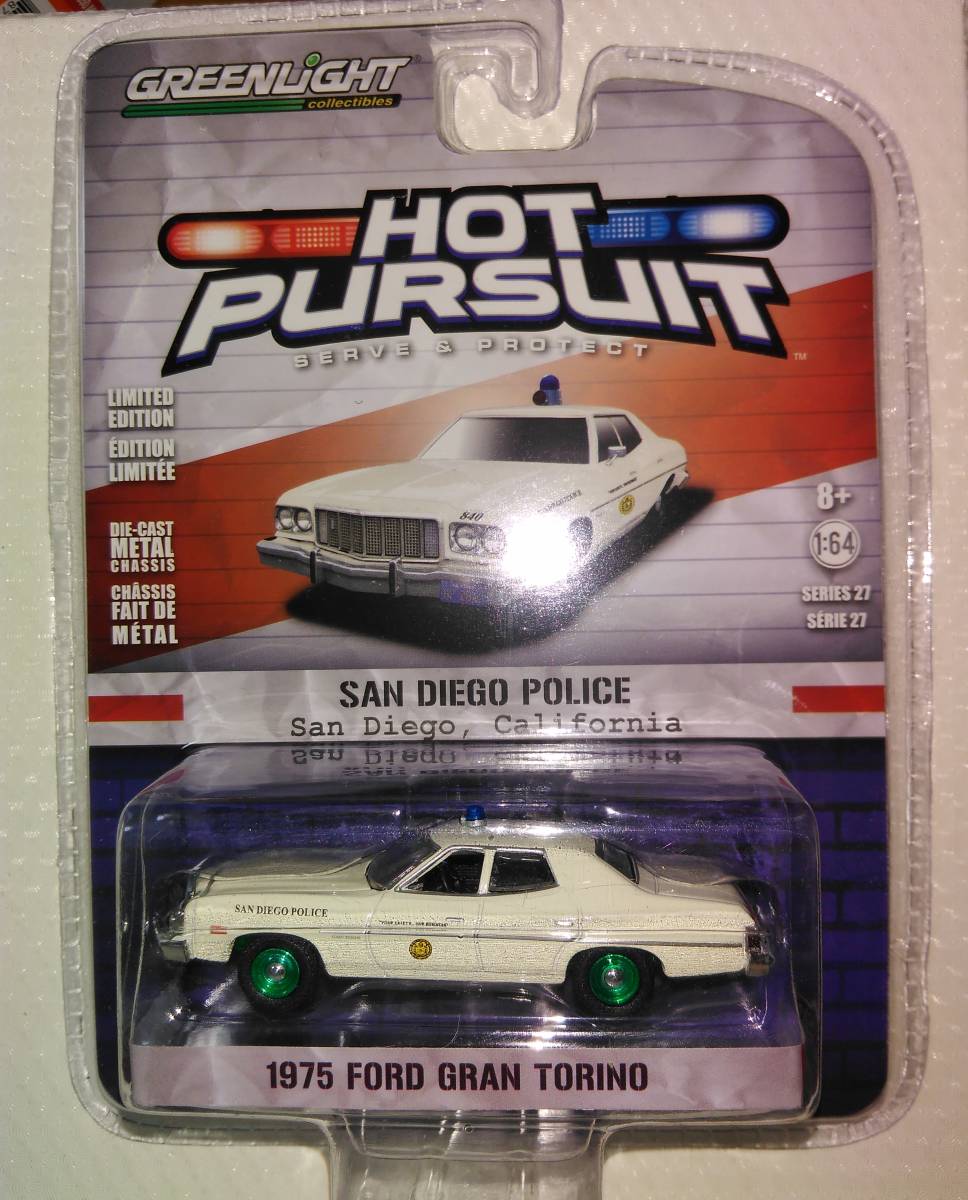 GREENLiGHT
collectibles
HOT
PURSUIT
SERVE & PROTECT
TM
LIMITED
EDITION
ÉDITION
LIMITÉE
DIE-CAST
METAL
CHASSIS
CHÂSSIS
FAIT DE
MÉTAL
840
8+
1:64
SERIES 27
SÉRIE 27
SAN DIEGO POLICE
San Diego, California
SAN DIEGO POLICE
1975 FORD GRAN TORINO